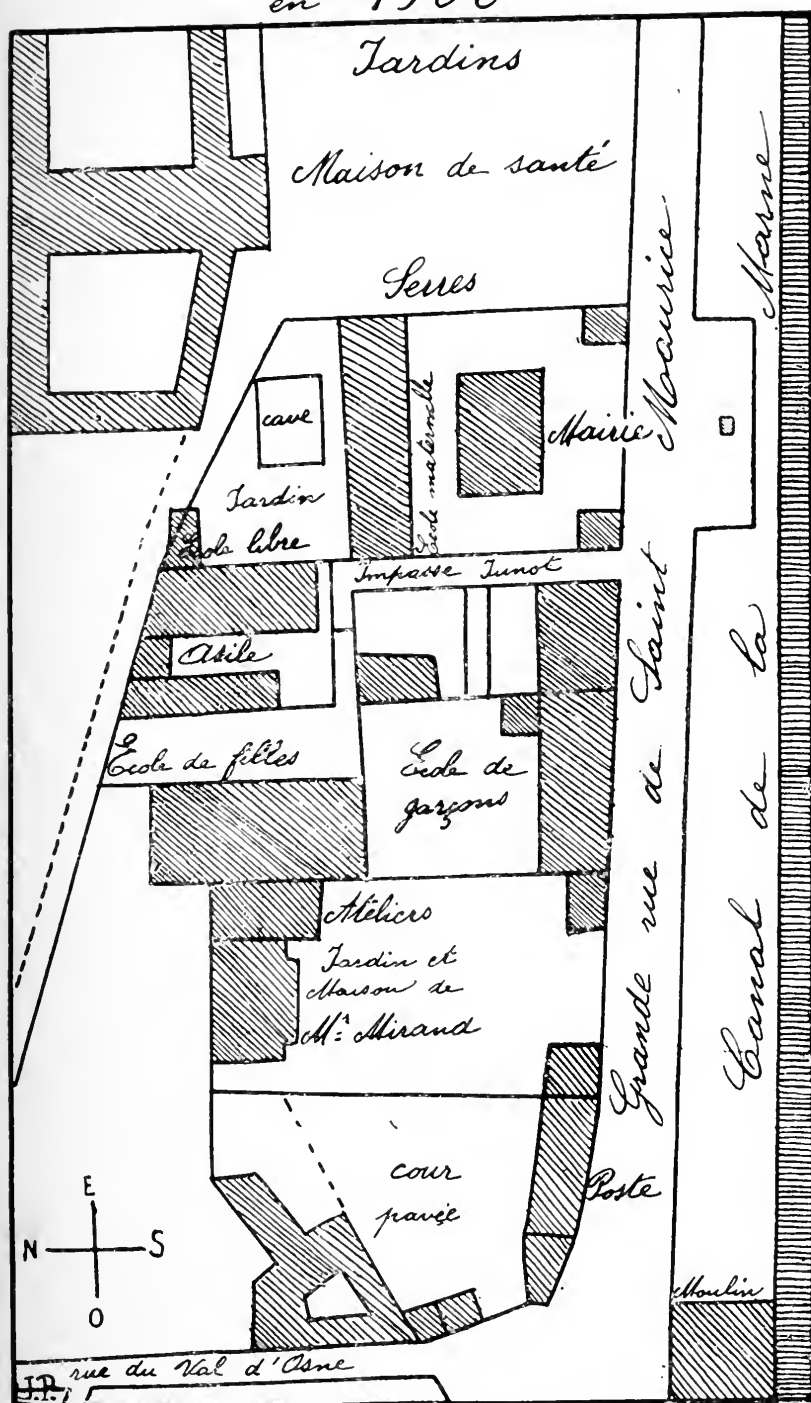 en 1900
Jardins
Maison de santé
Serres
cave
Jardin
École libre
École maternelle
Mairie
Impasse Junot
Asile
École de filles
École de
garçons
Atéliers
Jardin et
Maison de
Mr Mirand
cour
pavée
Poste
Grande rue de Saint Maurice
Canal de la Marne
E
N S
O
Moulin
rue du Val d'Osne
J.P.